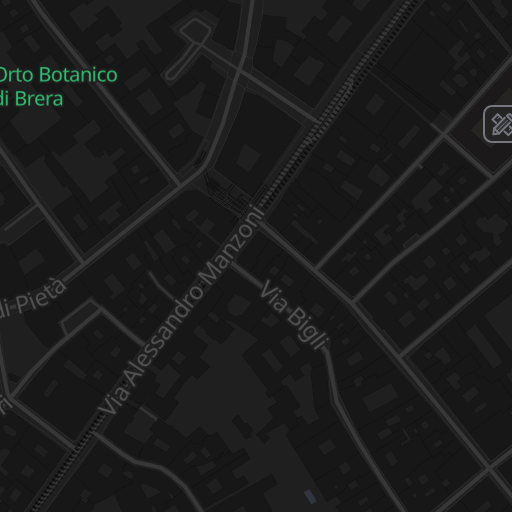 Orto Botanico
di Brera
Via Alessandro Manzoni
Via Bigli
di Pietà